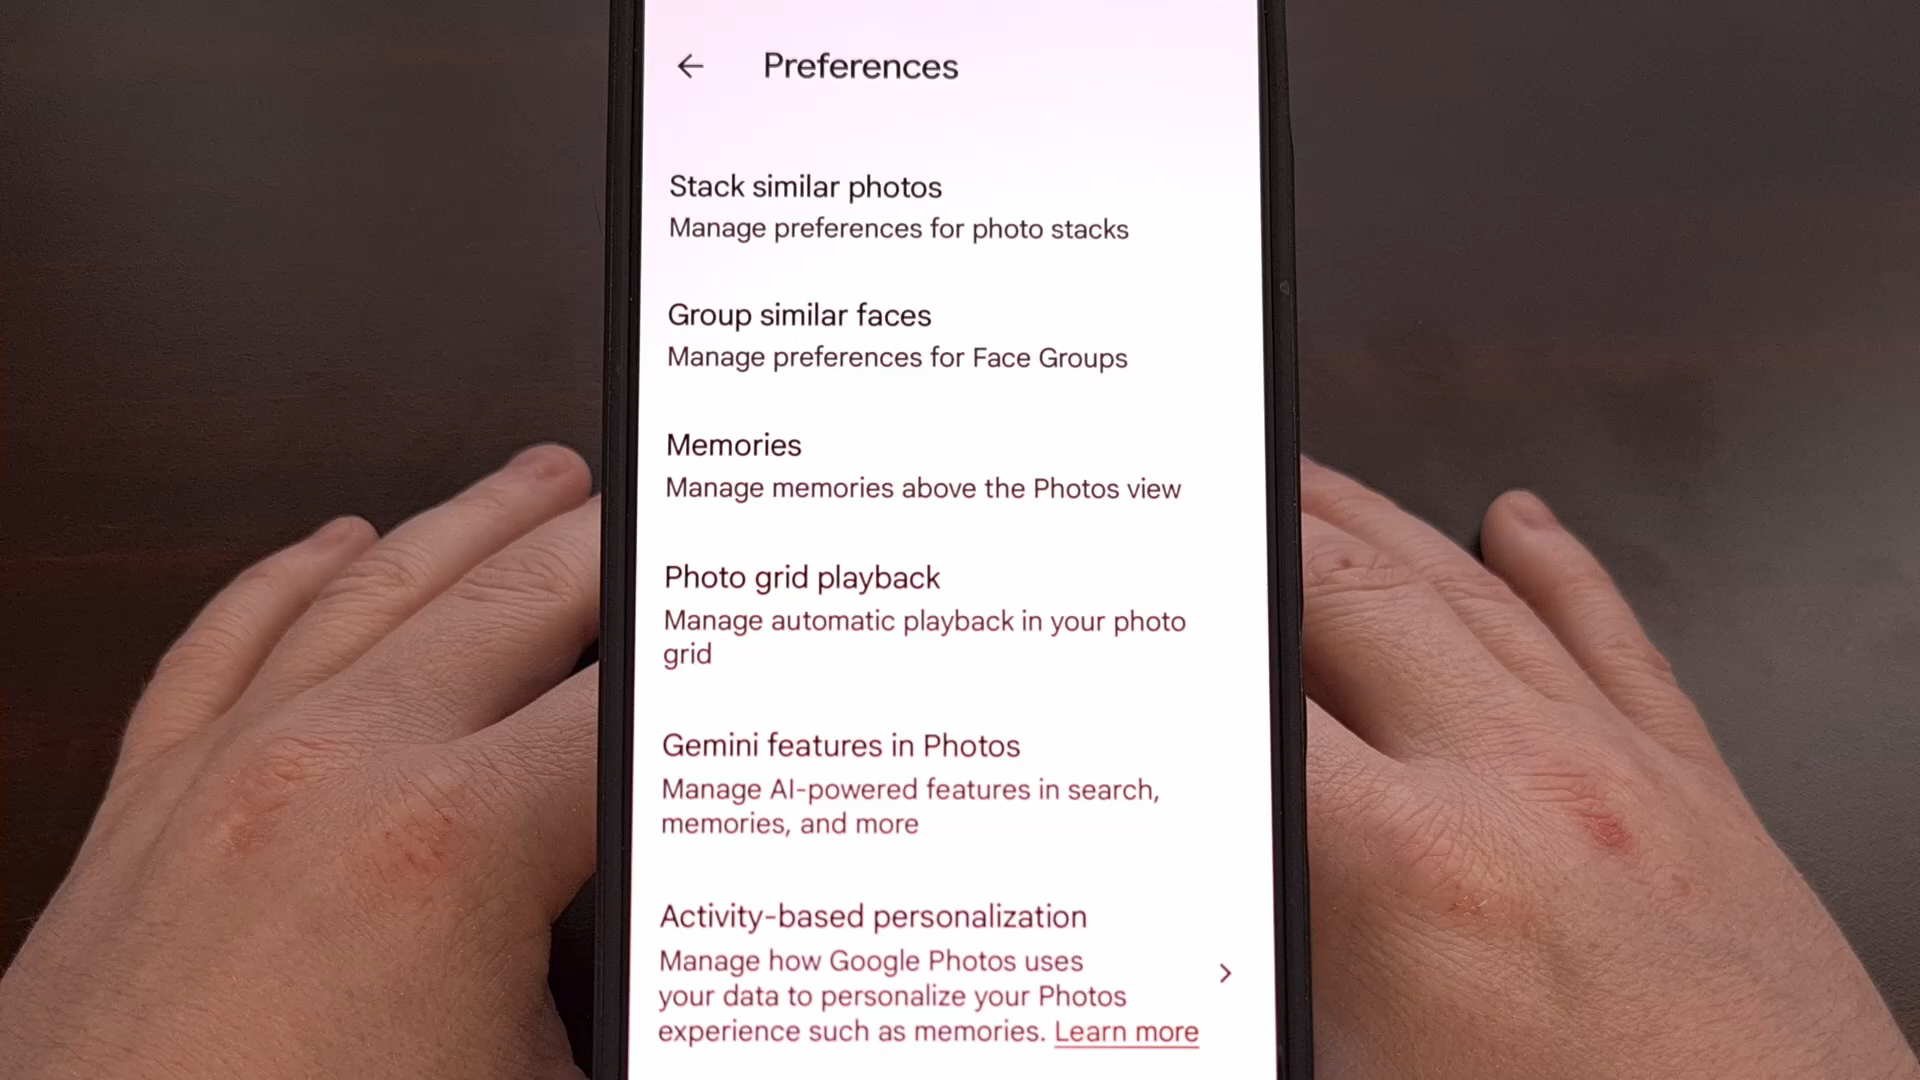 Preferences
Stack similar photos
Manage preferences for photo stacks
Group similar faces
Manage preferences for Face Groups
Memories
Manage memories above the Photos view
Photo grid playback
Manage automatic playback in your photo
grid
Gemini features in Photos
Manage AI-powered features in search,
memories, and more
Activity-based personalization
Manage how Google Photos uses
your data to personalize your Photos
experience such as memories. Learn more